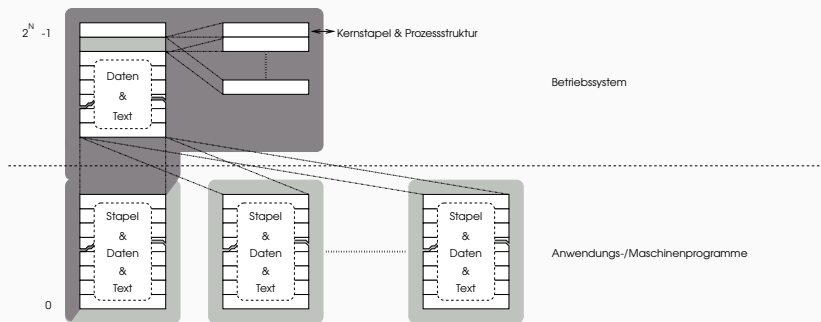 2^N -1
Kernstapel & Prozessstruktur
Daten
&
Text
Betriebssystem
Stapel
&
Daten
&
Text
Stapel
&
Daten
&
Text
Stapel
&
Daten
&
Text
Anwendungs-/Maschinenprogramme
0